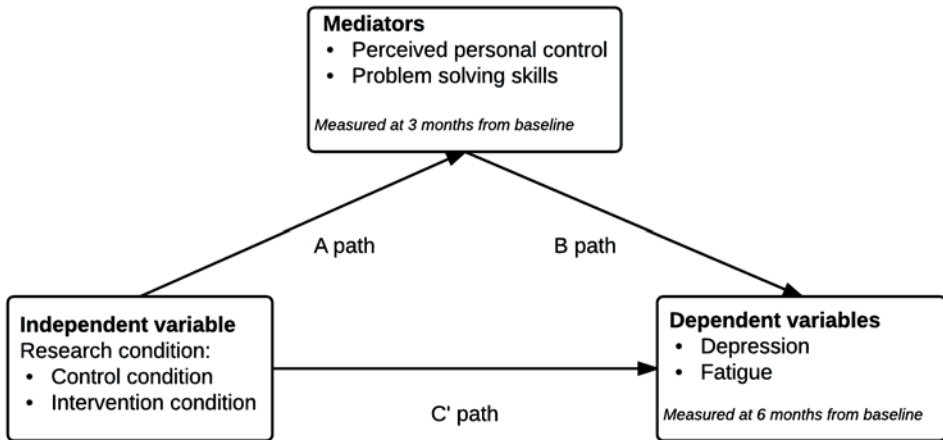 Mediators
• Perceived personal control
• Problem solving skills
Measured at 3 months from baseline
A path
B path
Independent variable
Research condition:
• Control condition
• Intervention condition
C' path
Dependent variables
• Depression
• Fatigue
Measured at 6 months from baseline